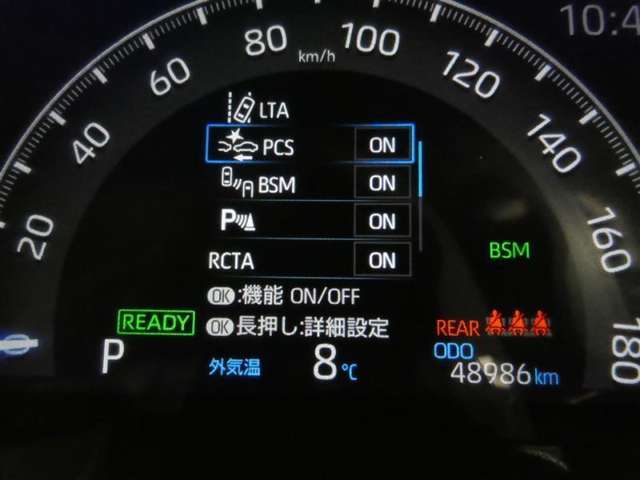 10:4
80
100
km/h
60
120
40
140
20
160
180
LTA
PCS ON
BSM ON
P ON
RCTA ON
OK:機能 ON/OFF
OK長押し:詳細設定
BSM
READY
P
外気温 8℃
REAR
ODO
48986km